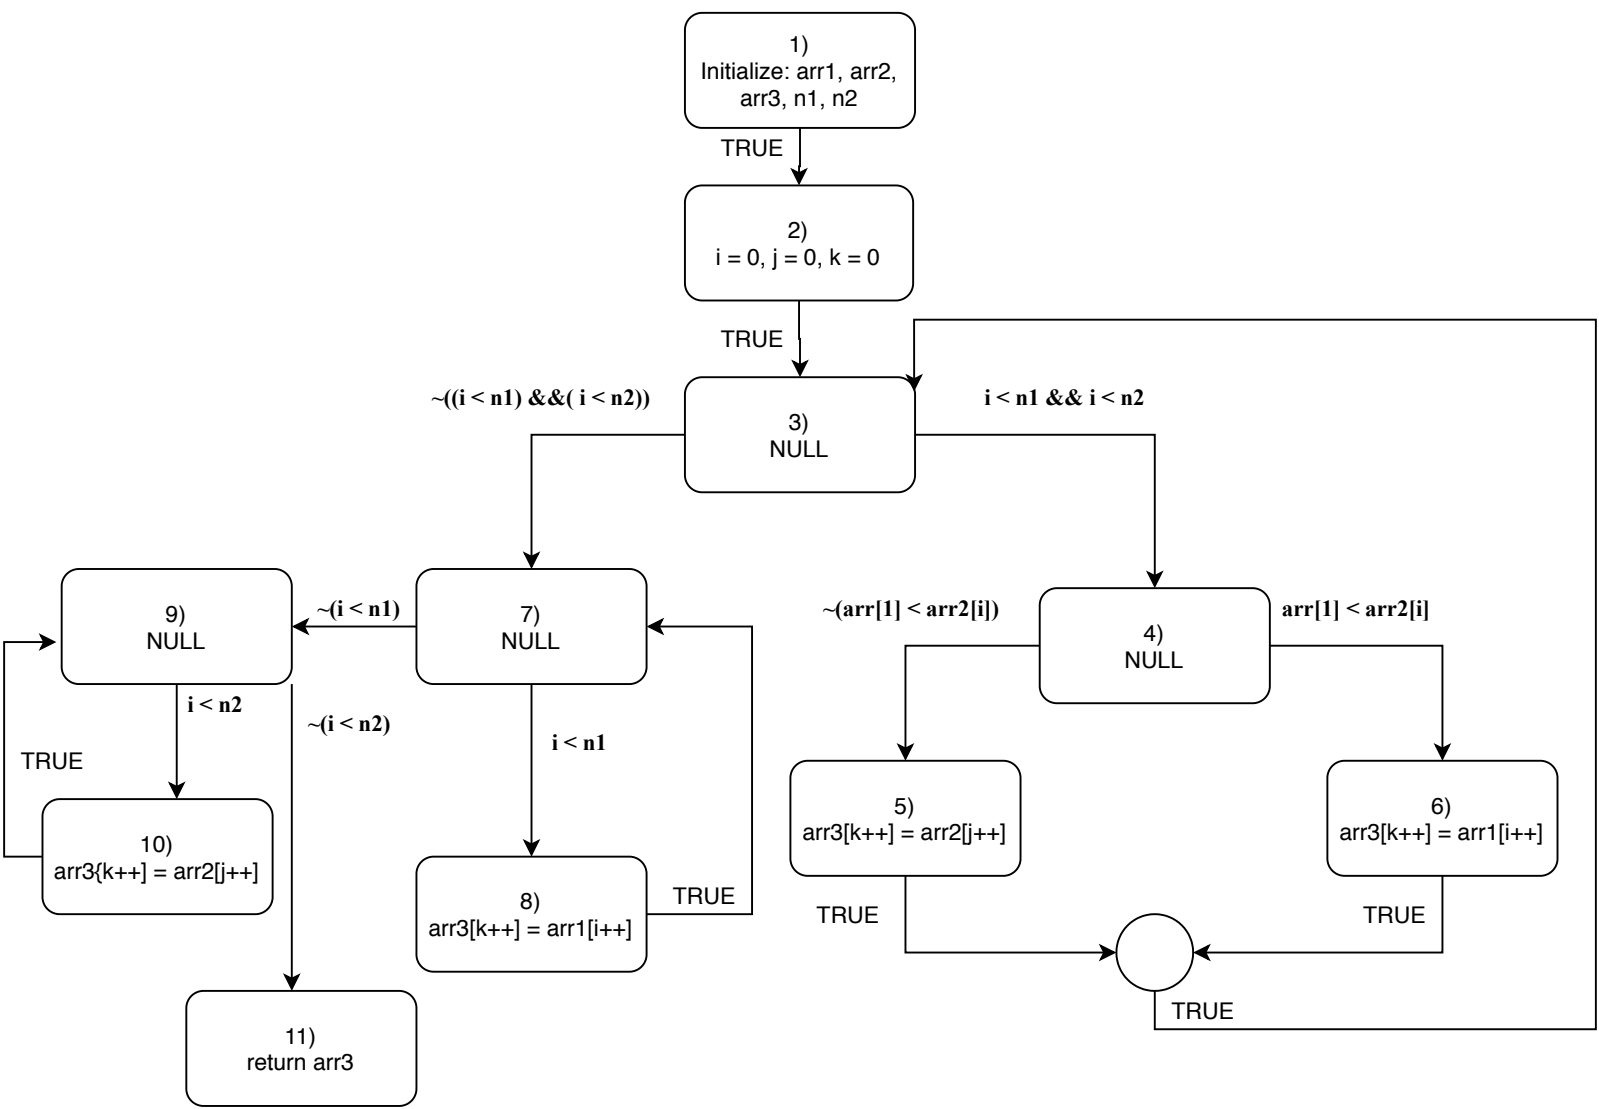 1)
Initialize: arr1, arr2,
arr3, n1, n2
TRUE
2)
i = 0, j = 0, k = 0
TRUE
~((i < n1) &&( i < n2))
i < n1 && i < n2
3)
NULL
9)
NULL
~(i < n1)
7)
NULL
~(arr[1] < arr2[i])
arr[1] < arr2[i]
4)
NULL
i < n2
~(i < n2)
i < n1
TRUE
10)
arr3{k++] = arr2[j++]
8)
arr3[k++] = arr1[i++]
TRUE
5)
arr3[k++] = arr2[j++]
6)
arr3[k++] = arr1[i++]
TRUE
TRUE
TRUE
11)
return arr3